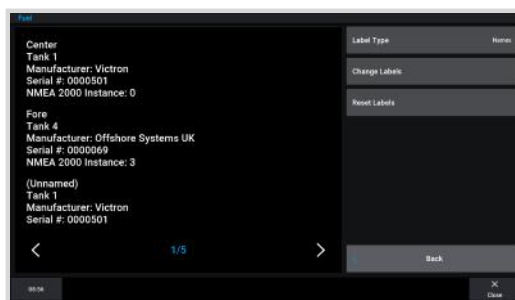 Fuel
Center
Tank 1
Manufacturer: Victron
Serial #: 0000501
NMEA 2000 Instance: 0
Fore
Tank 4
Manufacturer: Offshore Systems UK
Serial #: 0000069
NMEA 2000 Instance: 3
(Unnamed)
Tank 1
Manufacturer: Victron
Serial #: 0000501
1/5
Label Type Names
Change Labels
Reset Labels
Back
08:56
Close